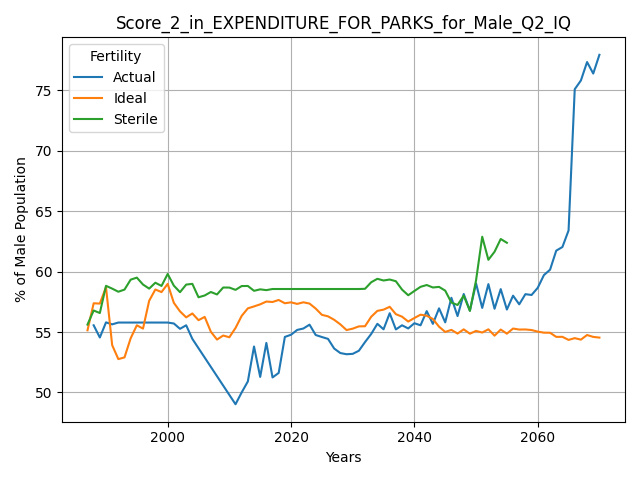 Score_2_in_EXPENDITURE_FOR_PARKS_for_Male_Q2_IQ
Fertility
Actual
Ideal
Sterile
% of Male Population
75
70
65
60
55
50
2000
2020
2040
2060
Years